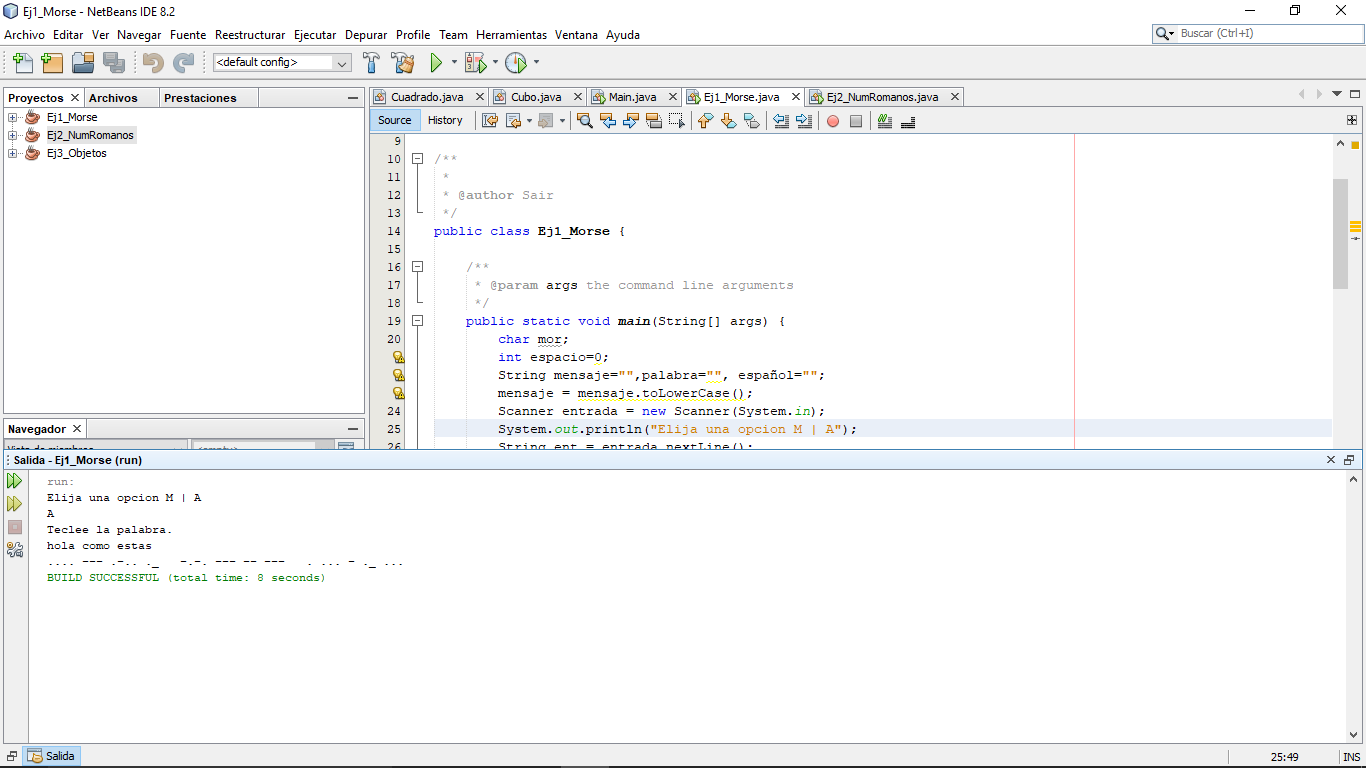 Ej1_Morse - NetBeans IDE 8.2
Archivo Editar Ver Navegar Fuente Reestructurar Ejecutar Depurar Profile Team Herramientas Ventana Ayuda
Buscar (Ctrl+I)
<default config>
Proyectos Archivos Prestaciones
Ej1_Morse
Ej2_NumRomanos
Ej3_Objetos
Navegador
Cuadrado.java Cubo.java Main.java Ej1_Morse.java Ej2_NumRomanos.java
Source History
9
10 /**
11 *
12 * @author Sair
13 */
14 public class Ej1_Morse {
15
16 /**
17 * @param args the command line arguments
18 */
19 public static void main(String[] args) {
20 char mor;
int espacio=0;
String mensaje="",palabra="", español="";
mensaje = mensaje.toLowerCase();
24 Scanner entrada = new Scanner(System.in);
25 System.out.println("Elija una opcion M | A");
26 String ent = entrada.nextLine();
Salida - Ej1_Morse (run)
run:
Elija una opcion M | A
A
Teclee la palabra.
hola como estas
.... --- .-.. ._   -.-. --- -- ---   . ... - ._ ...
BUILD SUCCESSFUL (total time: 8 seconds)
Salida
25:49 INS